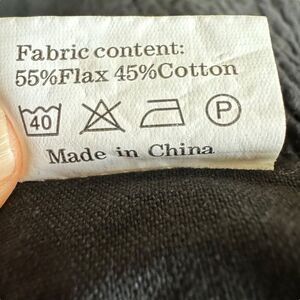 Fabric content:
55%Flax 45%Cotton
40 P
Made in China